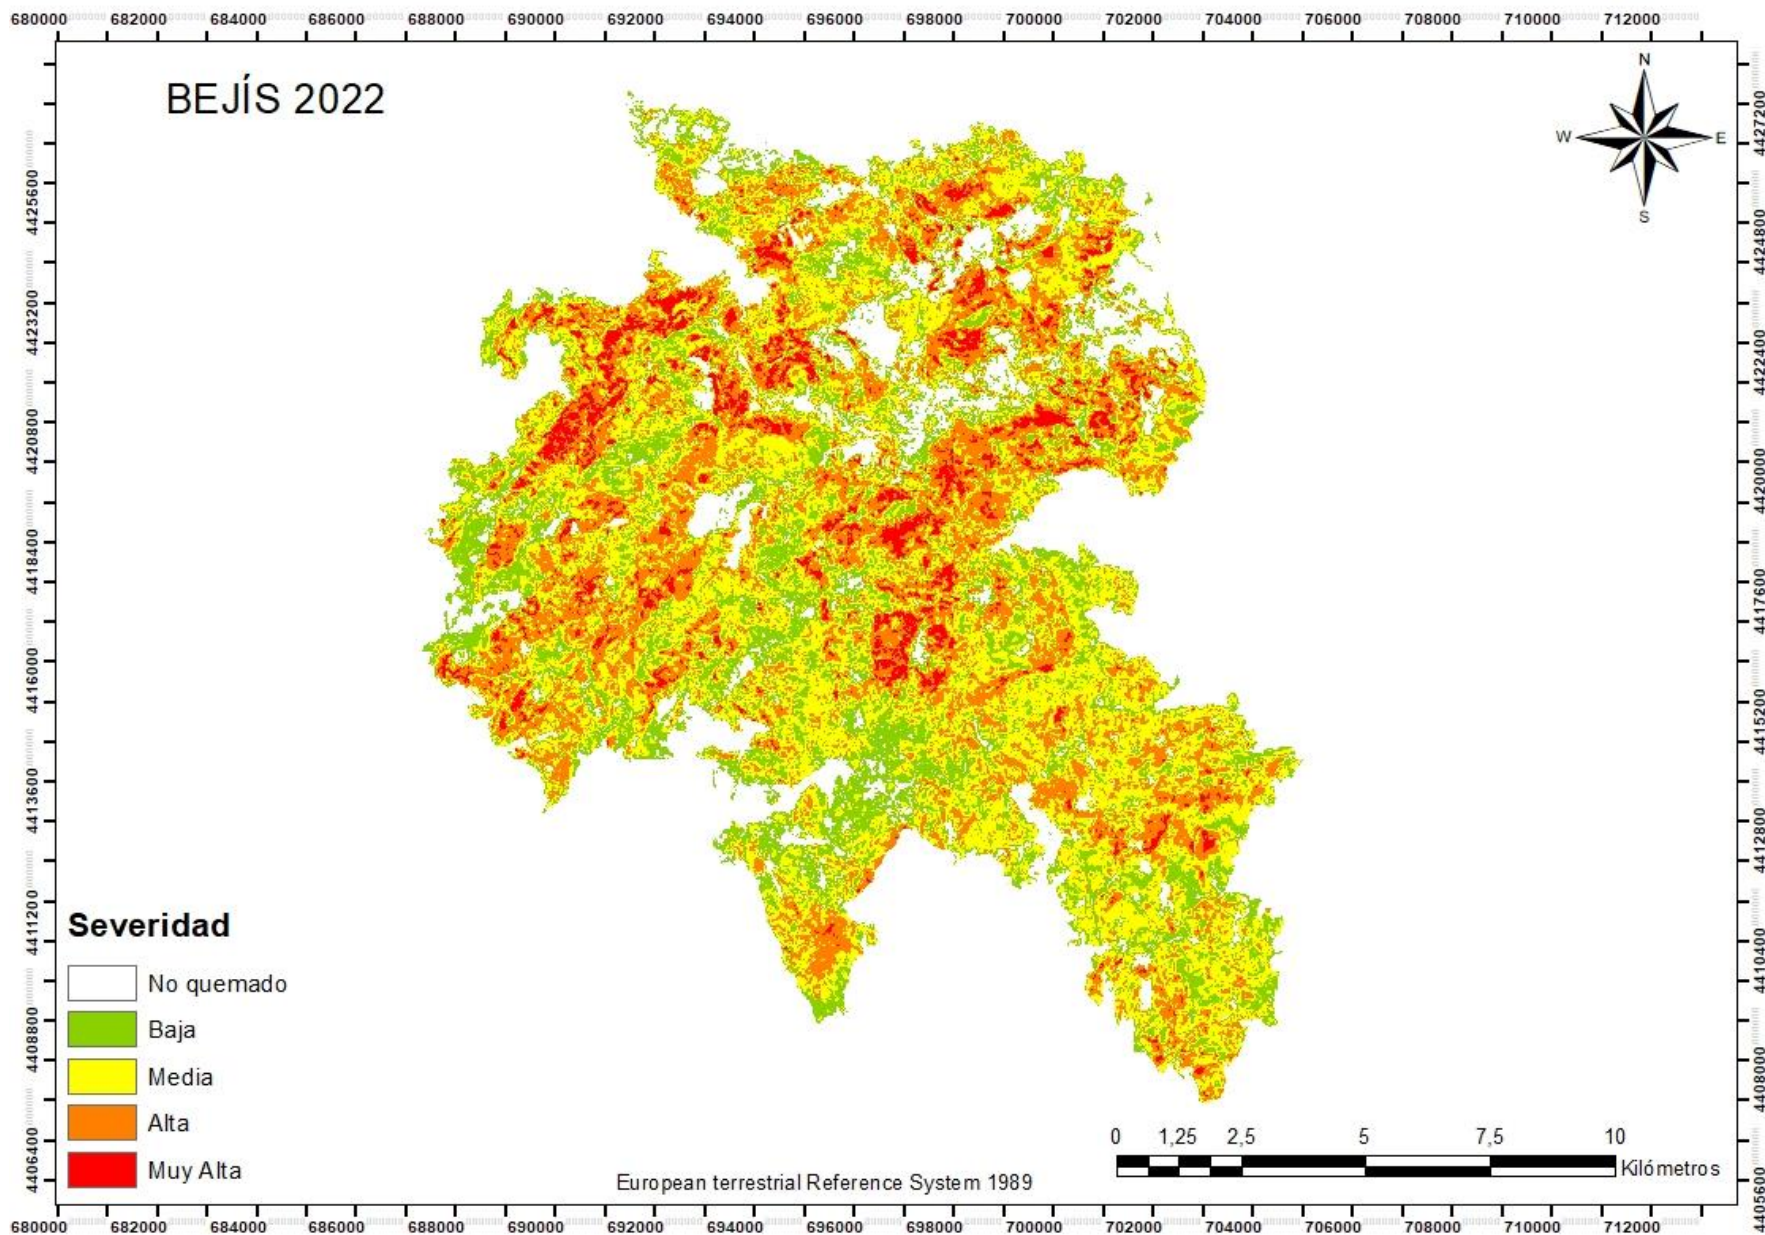 680000 682000 684000 686000 688000 690000 692000 694000 696000 698000 700000 702000 704000 706000 708000 710000 712000
BEJÍS 2022
N
W E
S
4425600
4423200
4420800
4418400
4416000
4413600
4411200
4408800
4406400
4427200
4424800
4422400
4420000
4417600
4415200
4412800
4410400
4408000
4405600
Severidad
No quemado
Baja
Media
Alta
Muy Alta
0 1,25 2,5 5 7,5 10
Kilómetros
European terrestrial Reference System 1989
680000 682000 684000 686000 688000 690000 692000 694000 696000 698000 700000 702000 704000 706000 708000 710000 712000